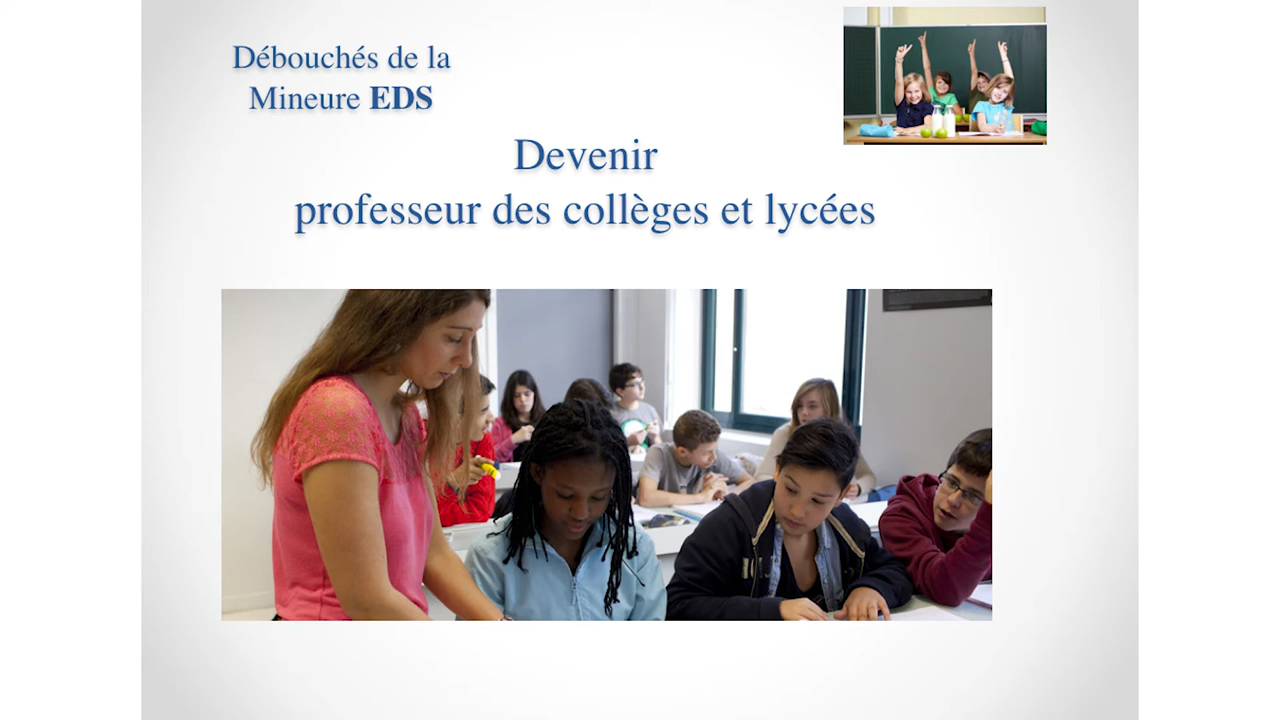 Débouchés de la
Mineure EDS
Devenir
professeur des collèges et lycées